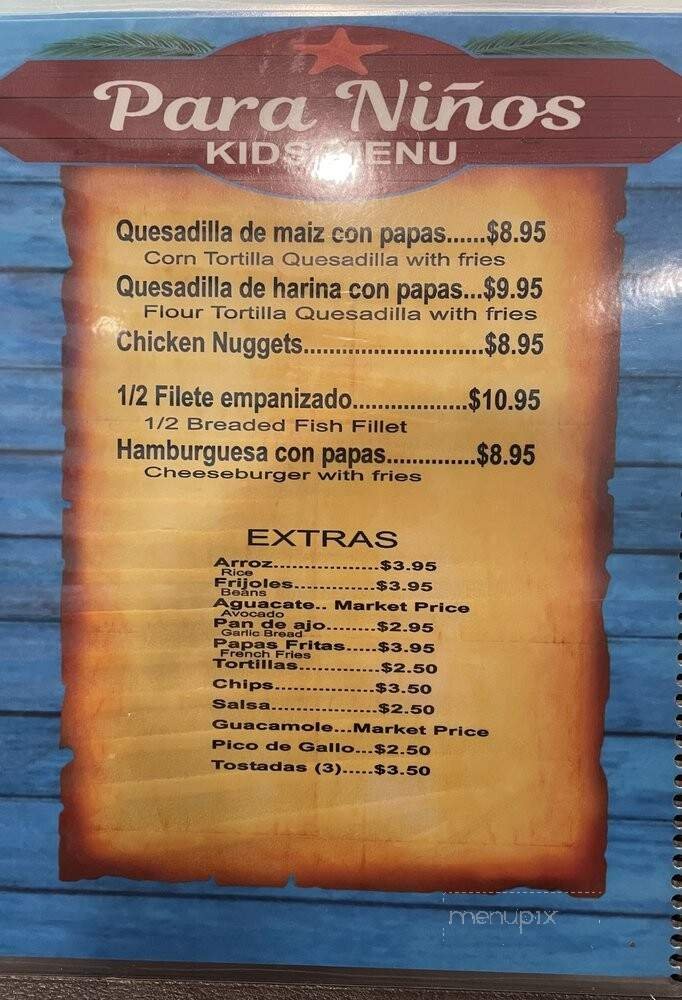 Para Niños
KIDS MENU
Quesadilla de maiz con papas......$8.95
Corn Tortilla Quesadilla with fries
Quesadilla de harina con papas...$9.95
Flour Tortilla Quesadilla with fries
Chicken Nuggets............................$8.95
1/2 Filete empanizado...................$10.95
1/2 Breaded Fish Fillet
Hamburguesa con papas..............$8.95
Cheeseburger with fries
EXTRAS
Arroz..................$3.95
Rice
Frijoles..............$3.95
Beans
Aguacate.. Market Price
Avocado
Pan de ajo........$2.95
Garlic Bread
Papas Fritas.....$3.95
French Fries
Tortillas..............$2.50
Chips.................$3.50
Salsa..................$2.50
Guacamole...Market Price
Pico de Gallo...$2.50
Tostadas (3).....$3.50
menupix